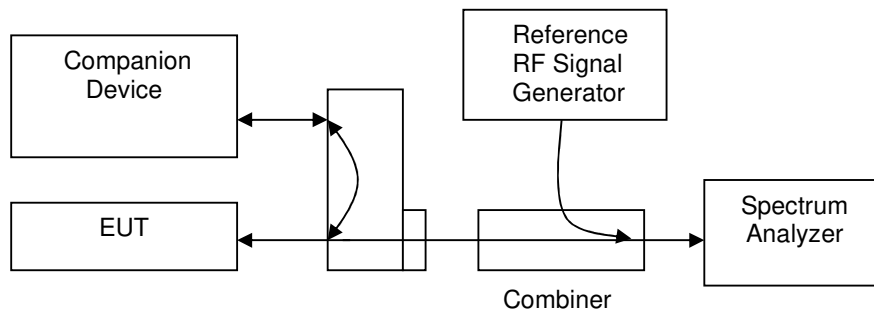 Companion
Device
Reference
RF Signal
Generator
EUT
Spectrum
Analyzer
Combiner